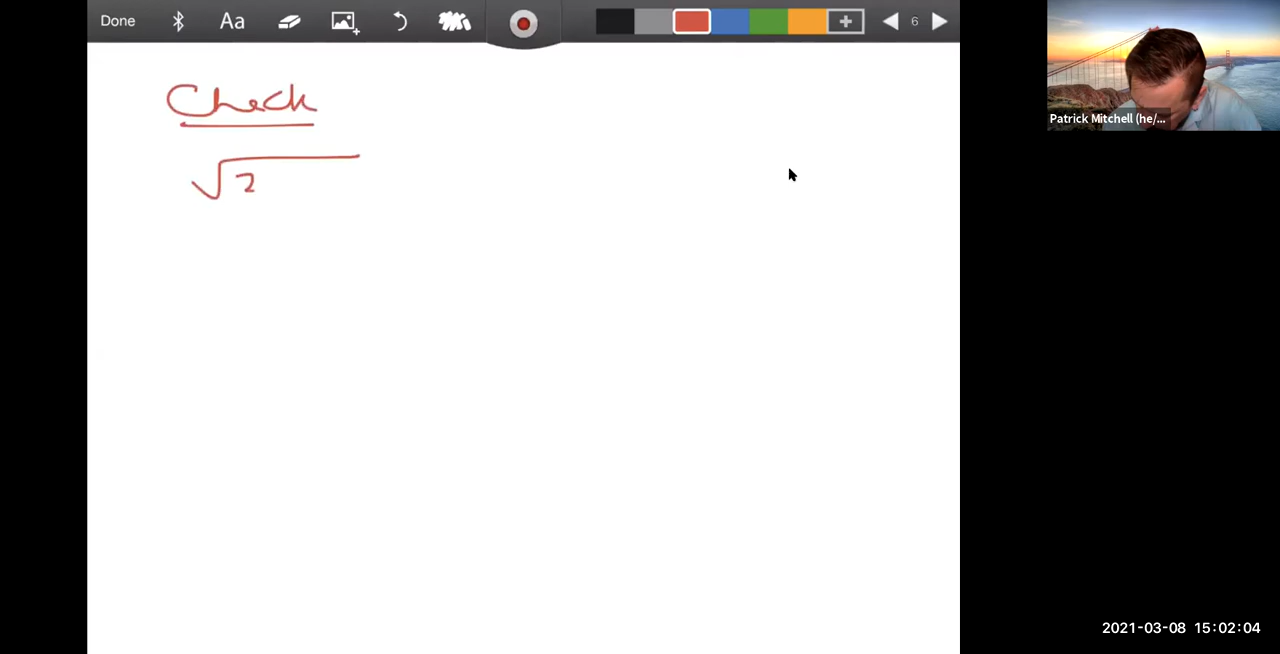 Done Aa 6
Check
√2
Patrick Mitchell (he/...
2021-03-08 15:02:04